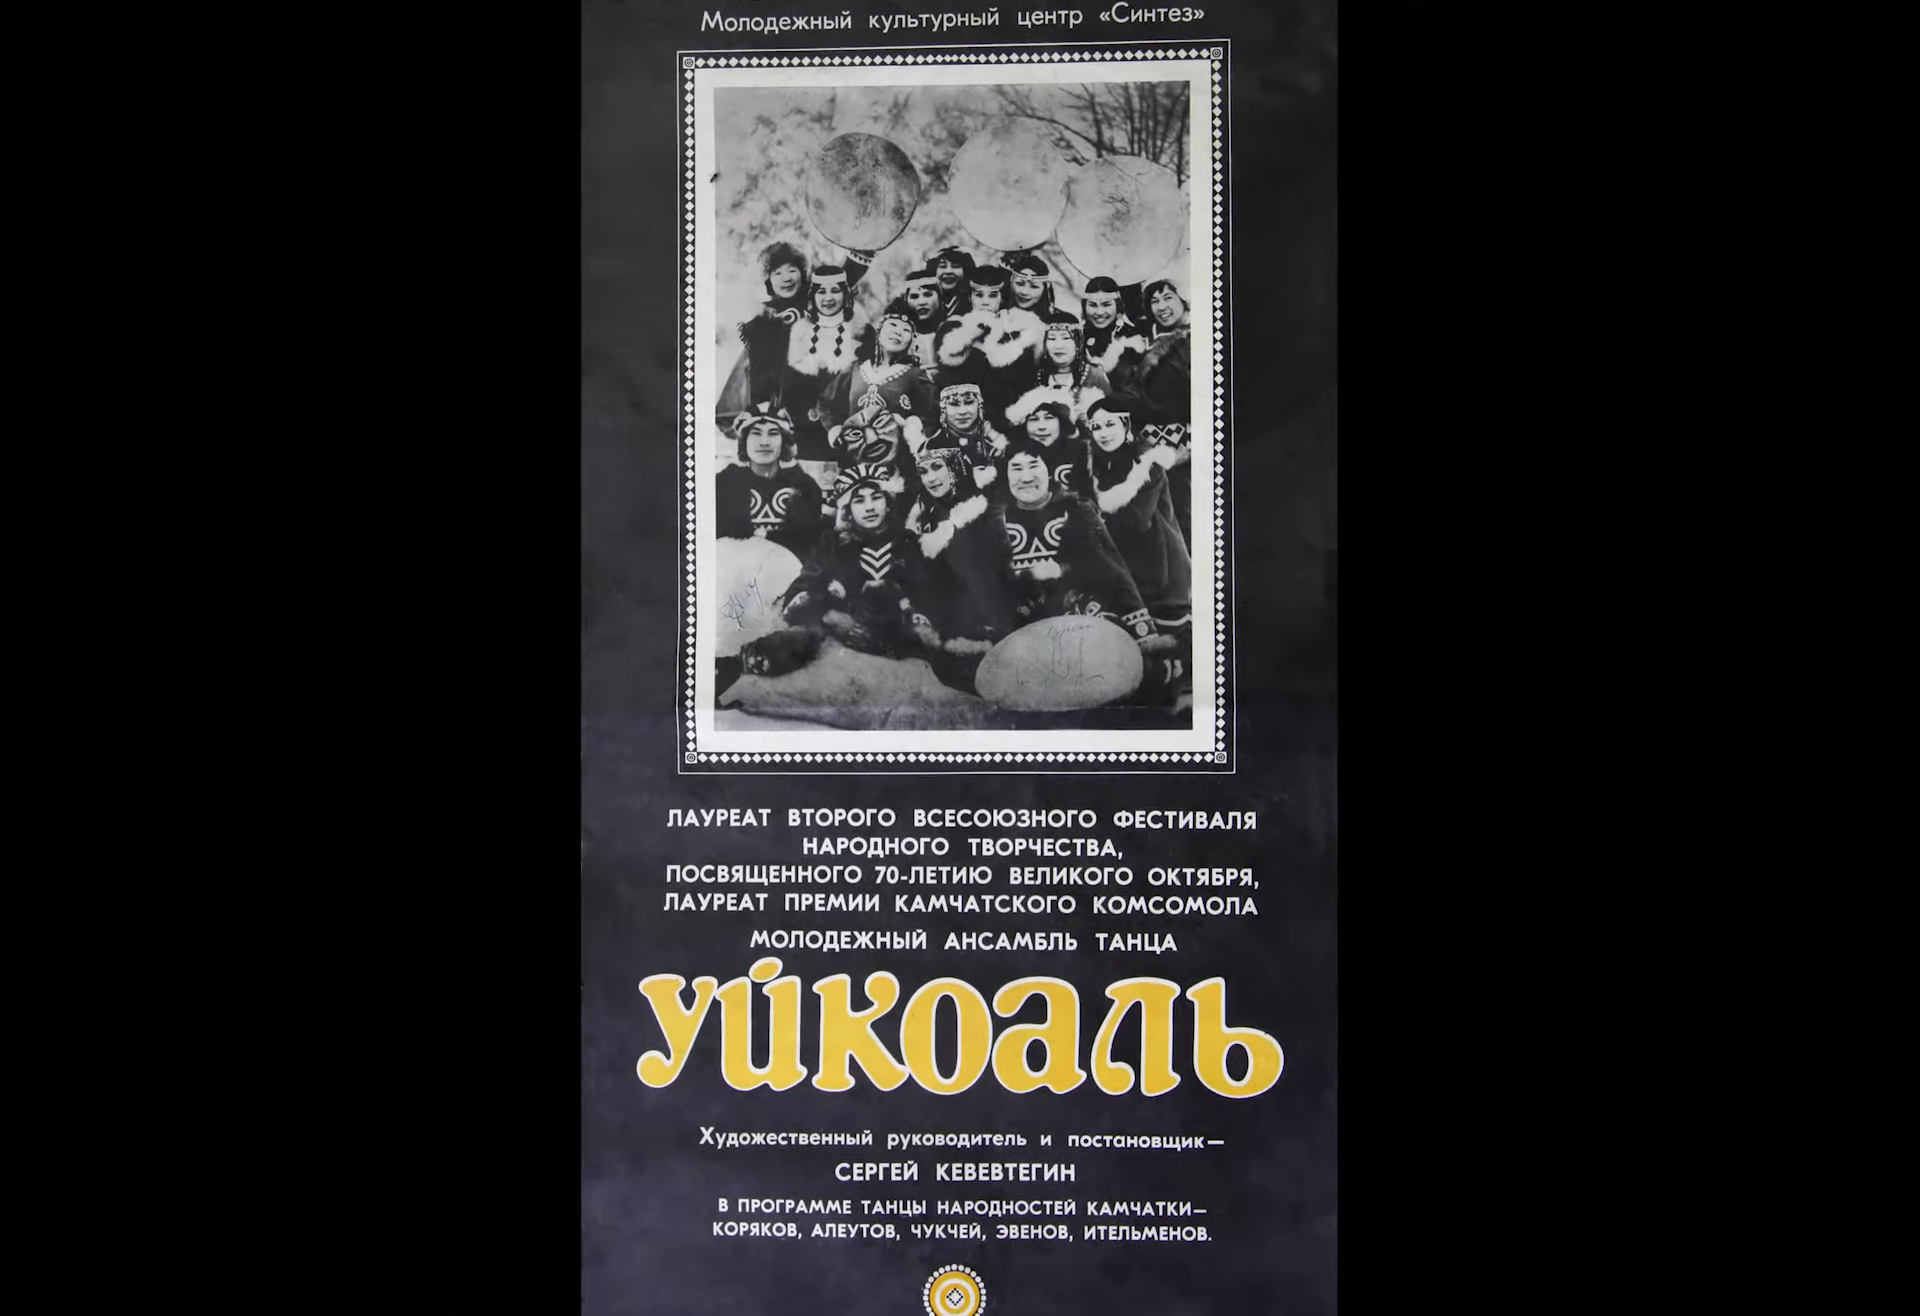 Молодежный культурный центр «Синтез»
ЛАУРЕАТ ВТОРОГО ВСЕСОЮЗНОГО ФЕСТИВАЛЯ
НАРОДНОГО ТВОРЧЕСТВА,
ПОСВЯЩЕННОГО 70-ЛЕТИЮ ВЕЛИКОГО ОКТЯБРЯ,
ЛАУРЕАТ ПРЕМИИ КАМЧАТСКОГО КОМСОМОЛА
МОЛОДЕЖНЫЙ АНСАМБЛЬ ТАНЦА
уйкоаль
Художественный руководитель и постановщик—
СЕРГЕЙ КЕВЕВТЕГИН
В ПРОГРАММЕ ТАНЦЫ НАРОДНОСТЕЙ КАМЧАТКИ—
КОРЯКОВ, АЛЕУТОВ, ЧУКЧЕЙ, ЭВЕНОВ, ИТЕЛЬМЕНОВ.